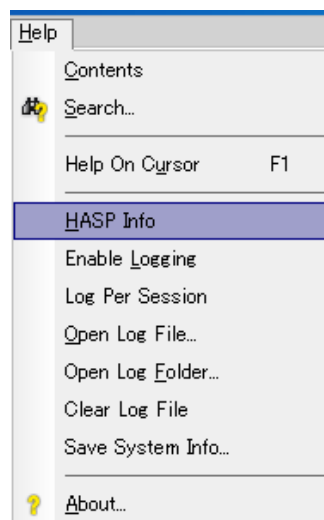 Help
Contents
Search...
Help On Cursor F1
HASP Info
Enable Logging
Log Per Session
Open Log File...
Open Log Folder...
Clear Log File
Save System Info...
About...